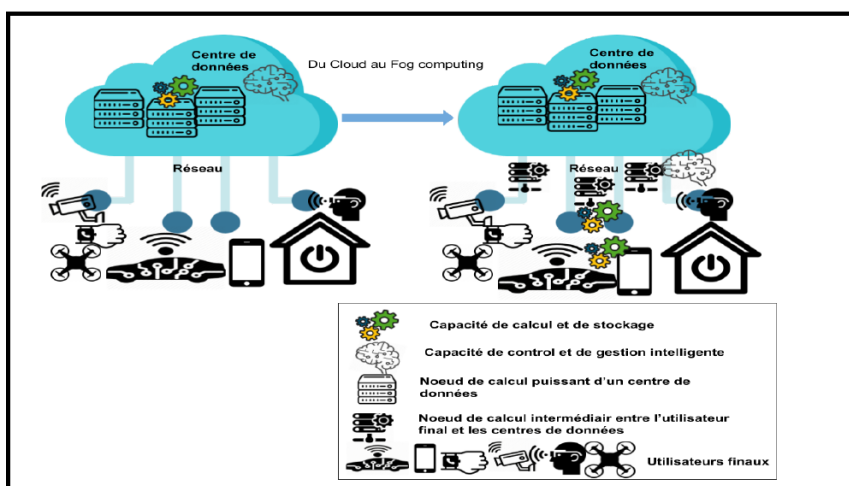 Centre de
données
Du Cloud au Fog computing
Centre de
données
Réseau
Réseau
Capacité de calcul et de stockage
Capacité de control et de gestion intelligente
Noeud de calcul puissant d'un centre de
données
Noeud de calcul intermédiair entre l'utilisateur
final et les centres de données
Utilisateurs finaux